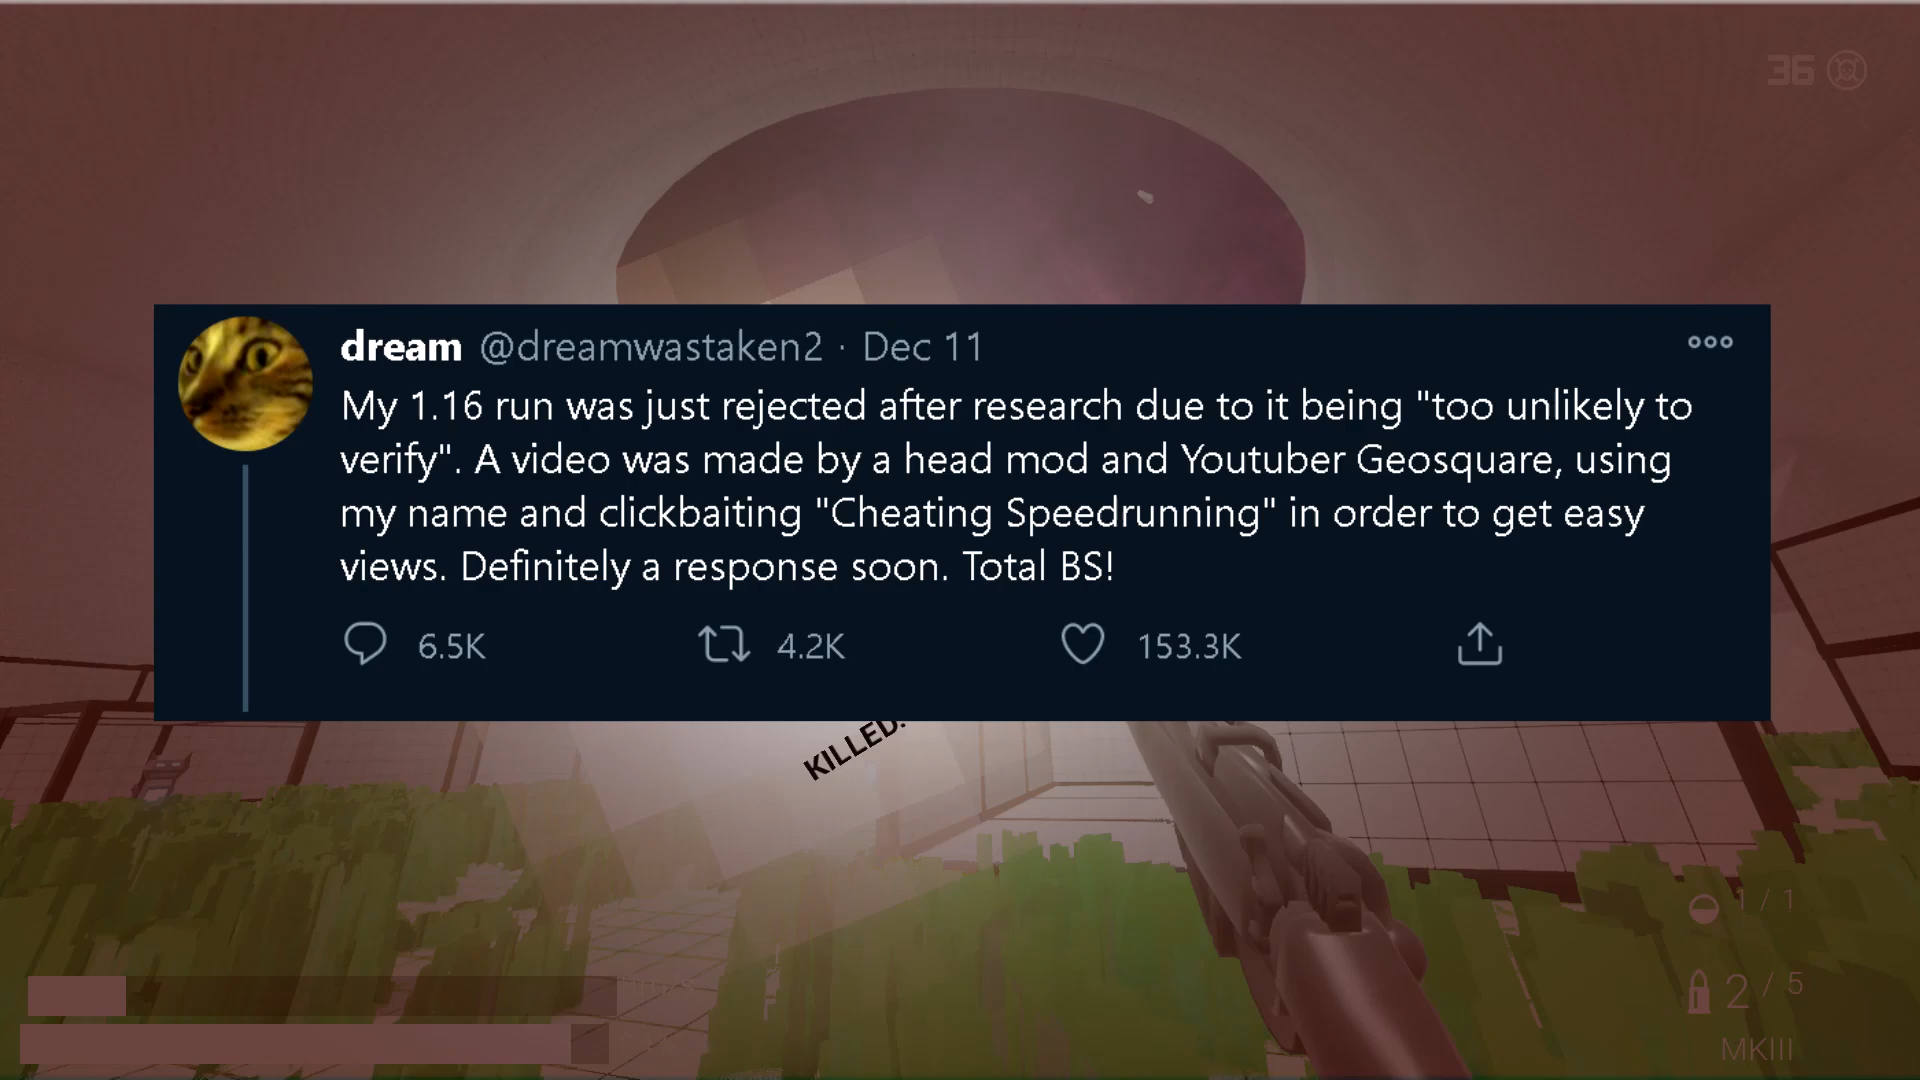 36
dream @dreamwastaken2 · Dec 11
My 1.16 run was just rejected after research due to it being "too unlikely to
verify". A video was made by a head mod and Youtuber Geosquare, using
my name and clickbaiting "Cheating Speedrunning" in order to get easy
views. Definitely a response soon. Total BS!
6.5K 4.2K 153.3K
KILLED.
1 / 1
2 / 5
MKIII